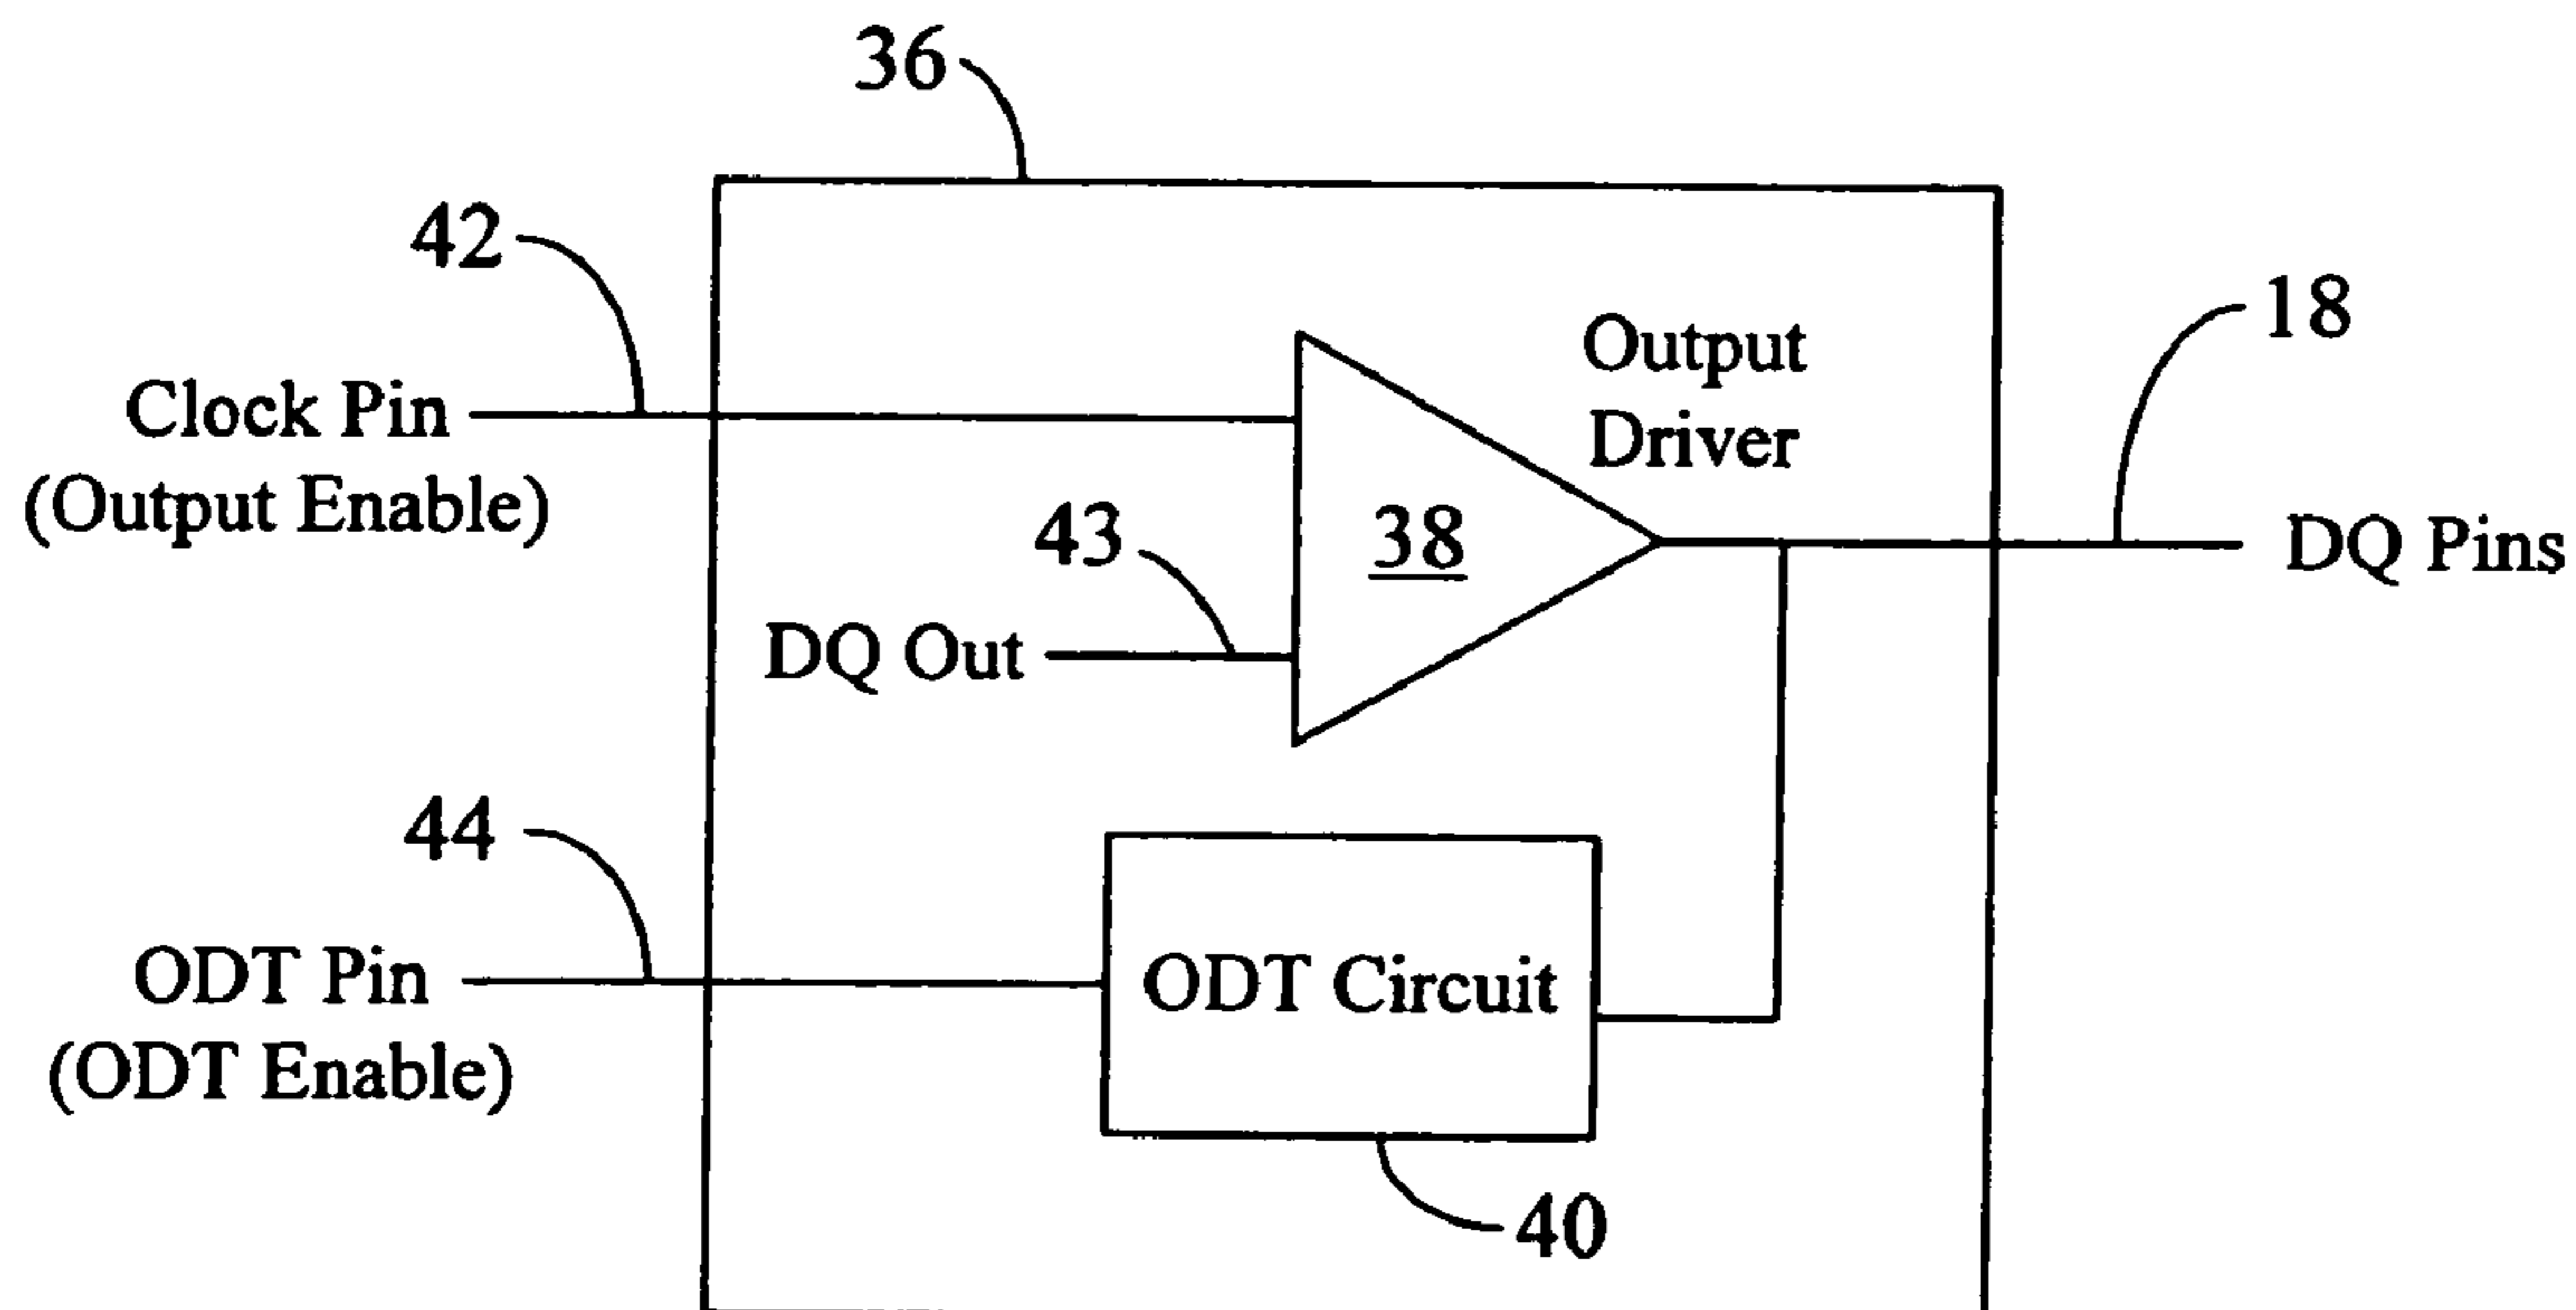 36
42
Clock Pin
(Output Enable)
Output
Driver
18
43
38
DQ Pins
DQ Out
44
ODT Pin
(ODT Enable)
ODT Circuit
40